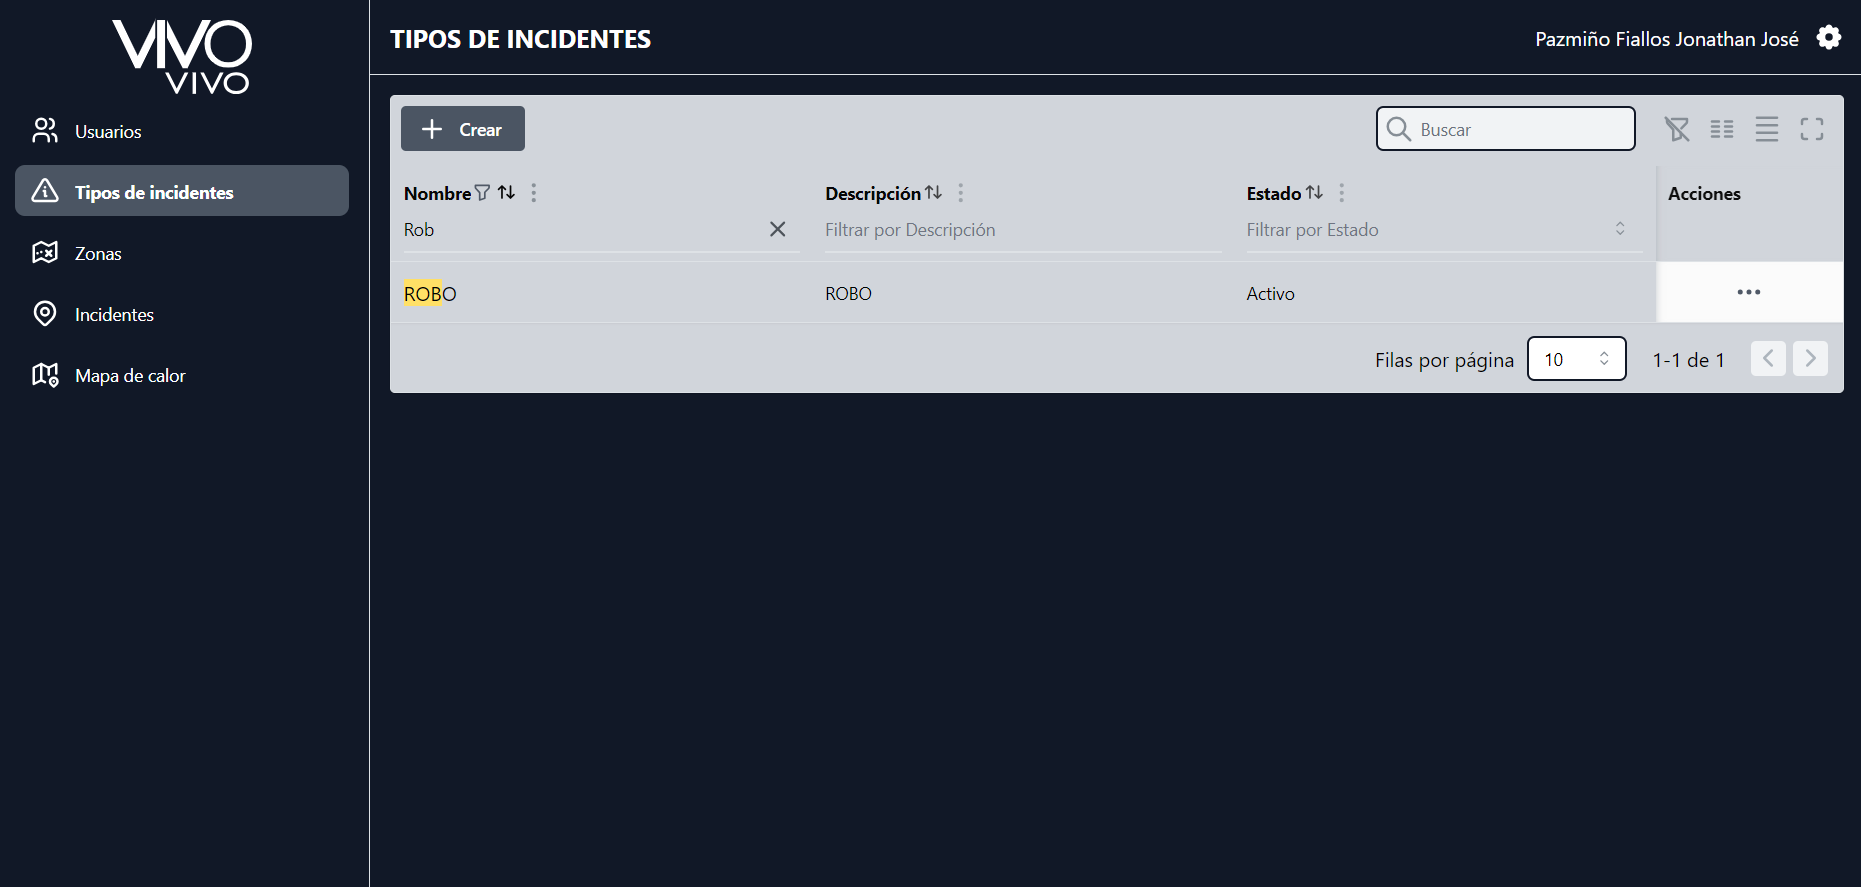 VIVO
VIVO
Usuarios
Tipos de incidentes
Zonas
Incidentes
Mapa de calor
TIPOS DE INCIDENTES
Pazmiño Fiallos Jonathan José
Crear
Buscar
Nombre Descripción Estado Acciones
Rob Filtrar por Descripción Filtrar por Estado
ROBO ROBO Activo
Filas por página 10 1-1 de 1